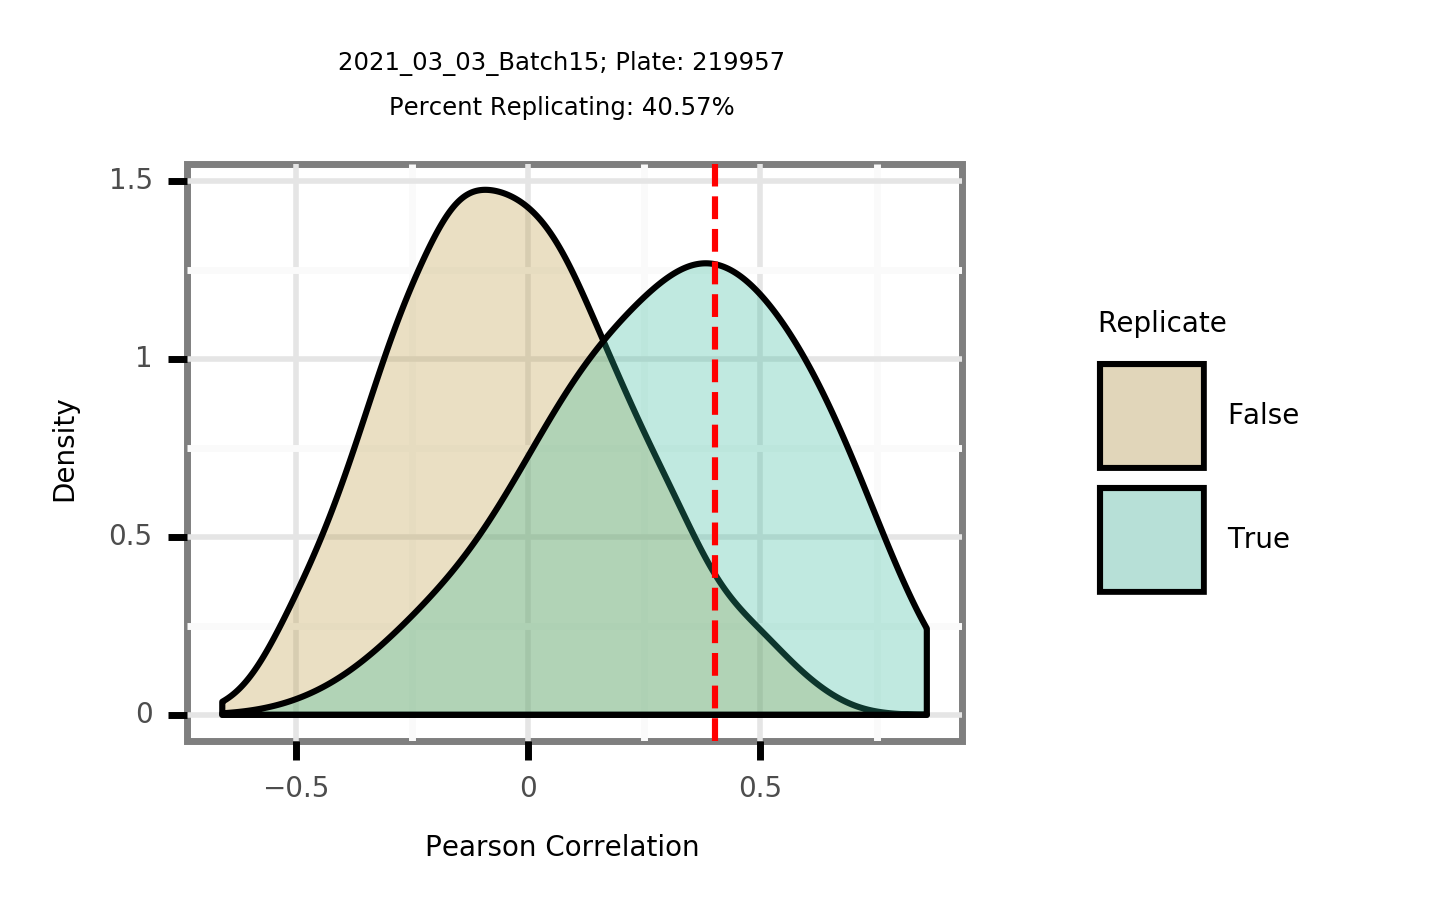 2021_03_03_Batch15; Plate: 219957
Percent Replicating: 40.57%
1.5
1
0.5
0
Density
−0.5 0 0.5
Pearson Correlation
Replicate
False
True